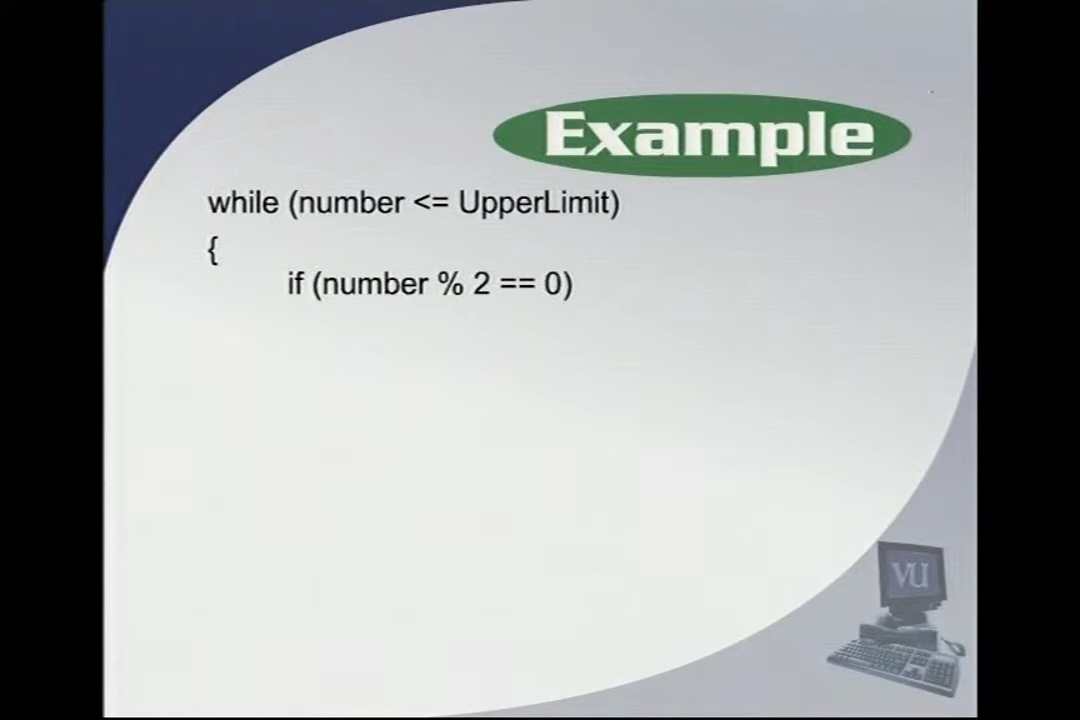 Example
while (number <= UpperLimit)
{
if (number % 2 == 0)
VU